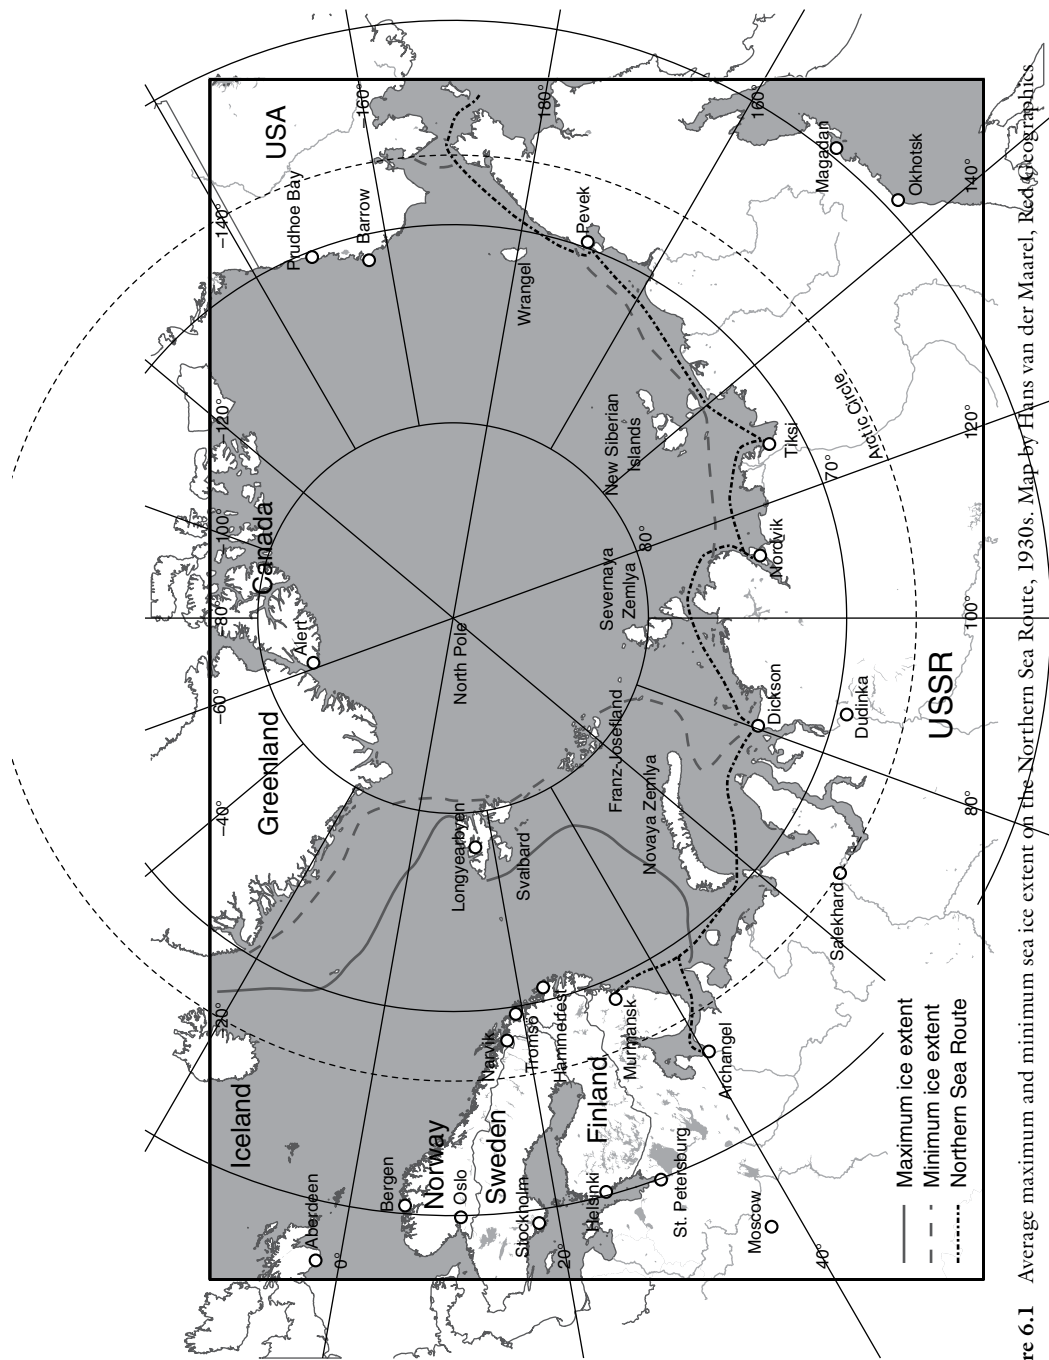 USA
Prudhoe Bay
Barrow
−160°
180°
160°
−140°
Magadan
Okhotsk
140°
Pevek
Wrangel
−120°
New Siberian
Islands
Arctic Circle
Tiksi
70°
120°
−100°
Canada
80°
Severnaya
Zemlya
Nordvik
−80°
Alert
North Pole
100°
−60°
Greenland
Franz-Josefland
Dickson
Dudinka
USSR
−40°
Longyearbyen
Svalbard
Novaya Zemlya
80°
Salekhard
−20°
Narvik
Tromsö
Hammerfest
Murmansk
Archangel
Iceland
Norway
Sweden
Finland
Aberdeen
Bergen
Oslo
Stockholm
Helsinki
St. Petersburg
Moscow
0°
20°
40°
Maximum ice extent
Minimum ice extent
Northern Sea Route
re 6.1 Average maximum and minimum sea ice extent on the Northern Sea Route, 1930s. Map by Hans van der Maarel, Red Geographics